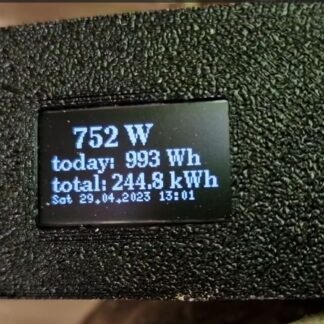 752 W
today: 993 Wh
total: 244.8 kWh
Sat 29.04.2023 13:01